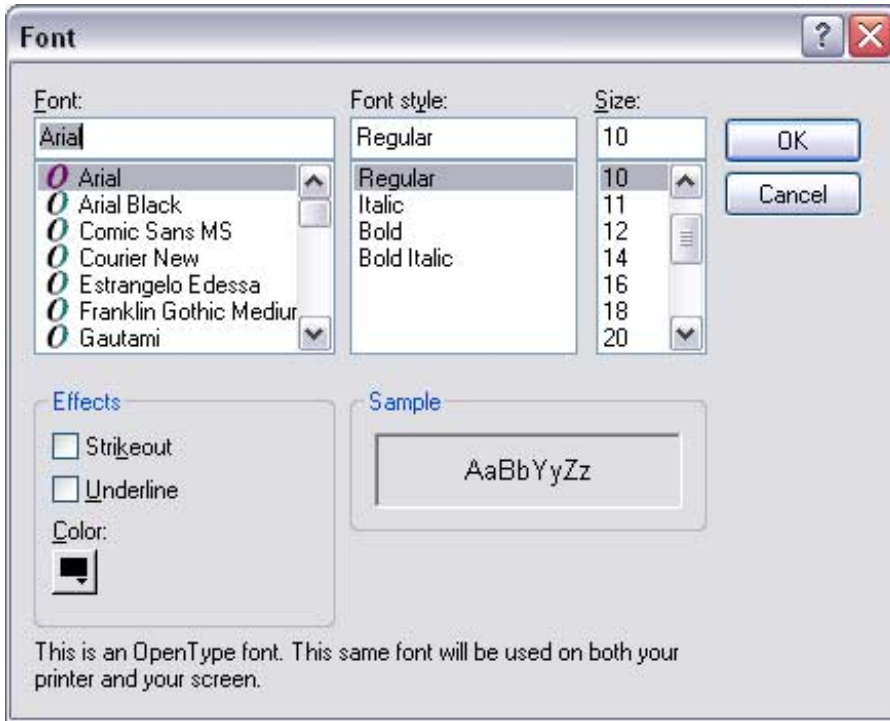 Font
Font:
Arial
Arial
Arial Black
Comic Sans MS
Courier New
Estrangelo Edessa
Franklin Gothic Medium
Gautami
Font style:
Regular
Regular
Italic
Bold
Bold Italic
Size:
10
10
11
12
14
16
18
20
OK
Cancel
Effects
Strikeout
Underline
Color:
Sample
AaBbYyZz
This is an OpenType font. This same font will be used on both your
printer and your screen.